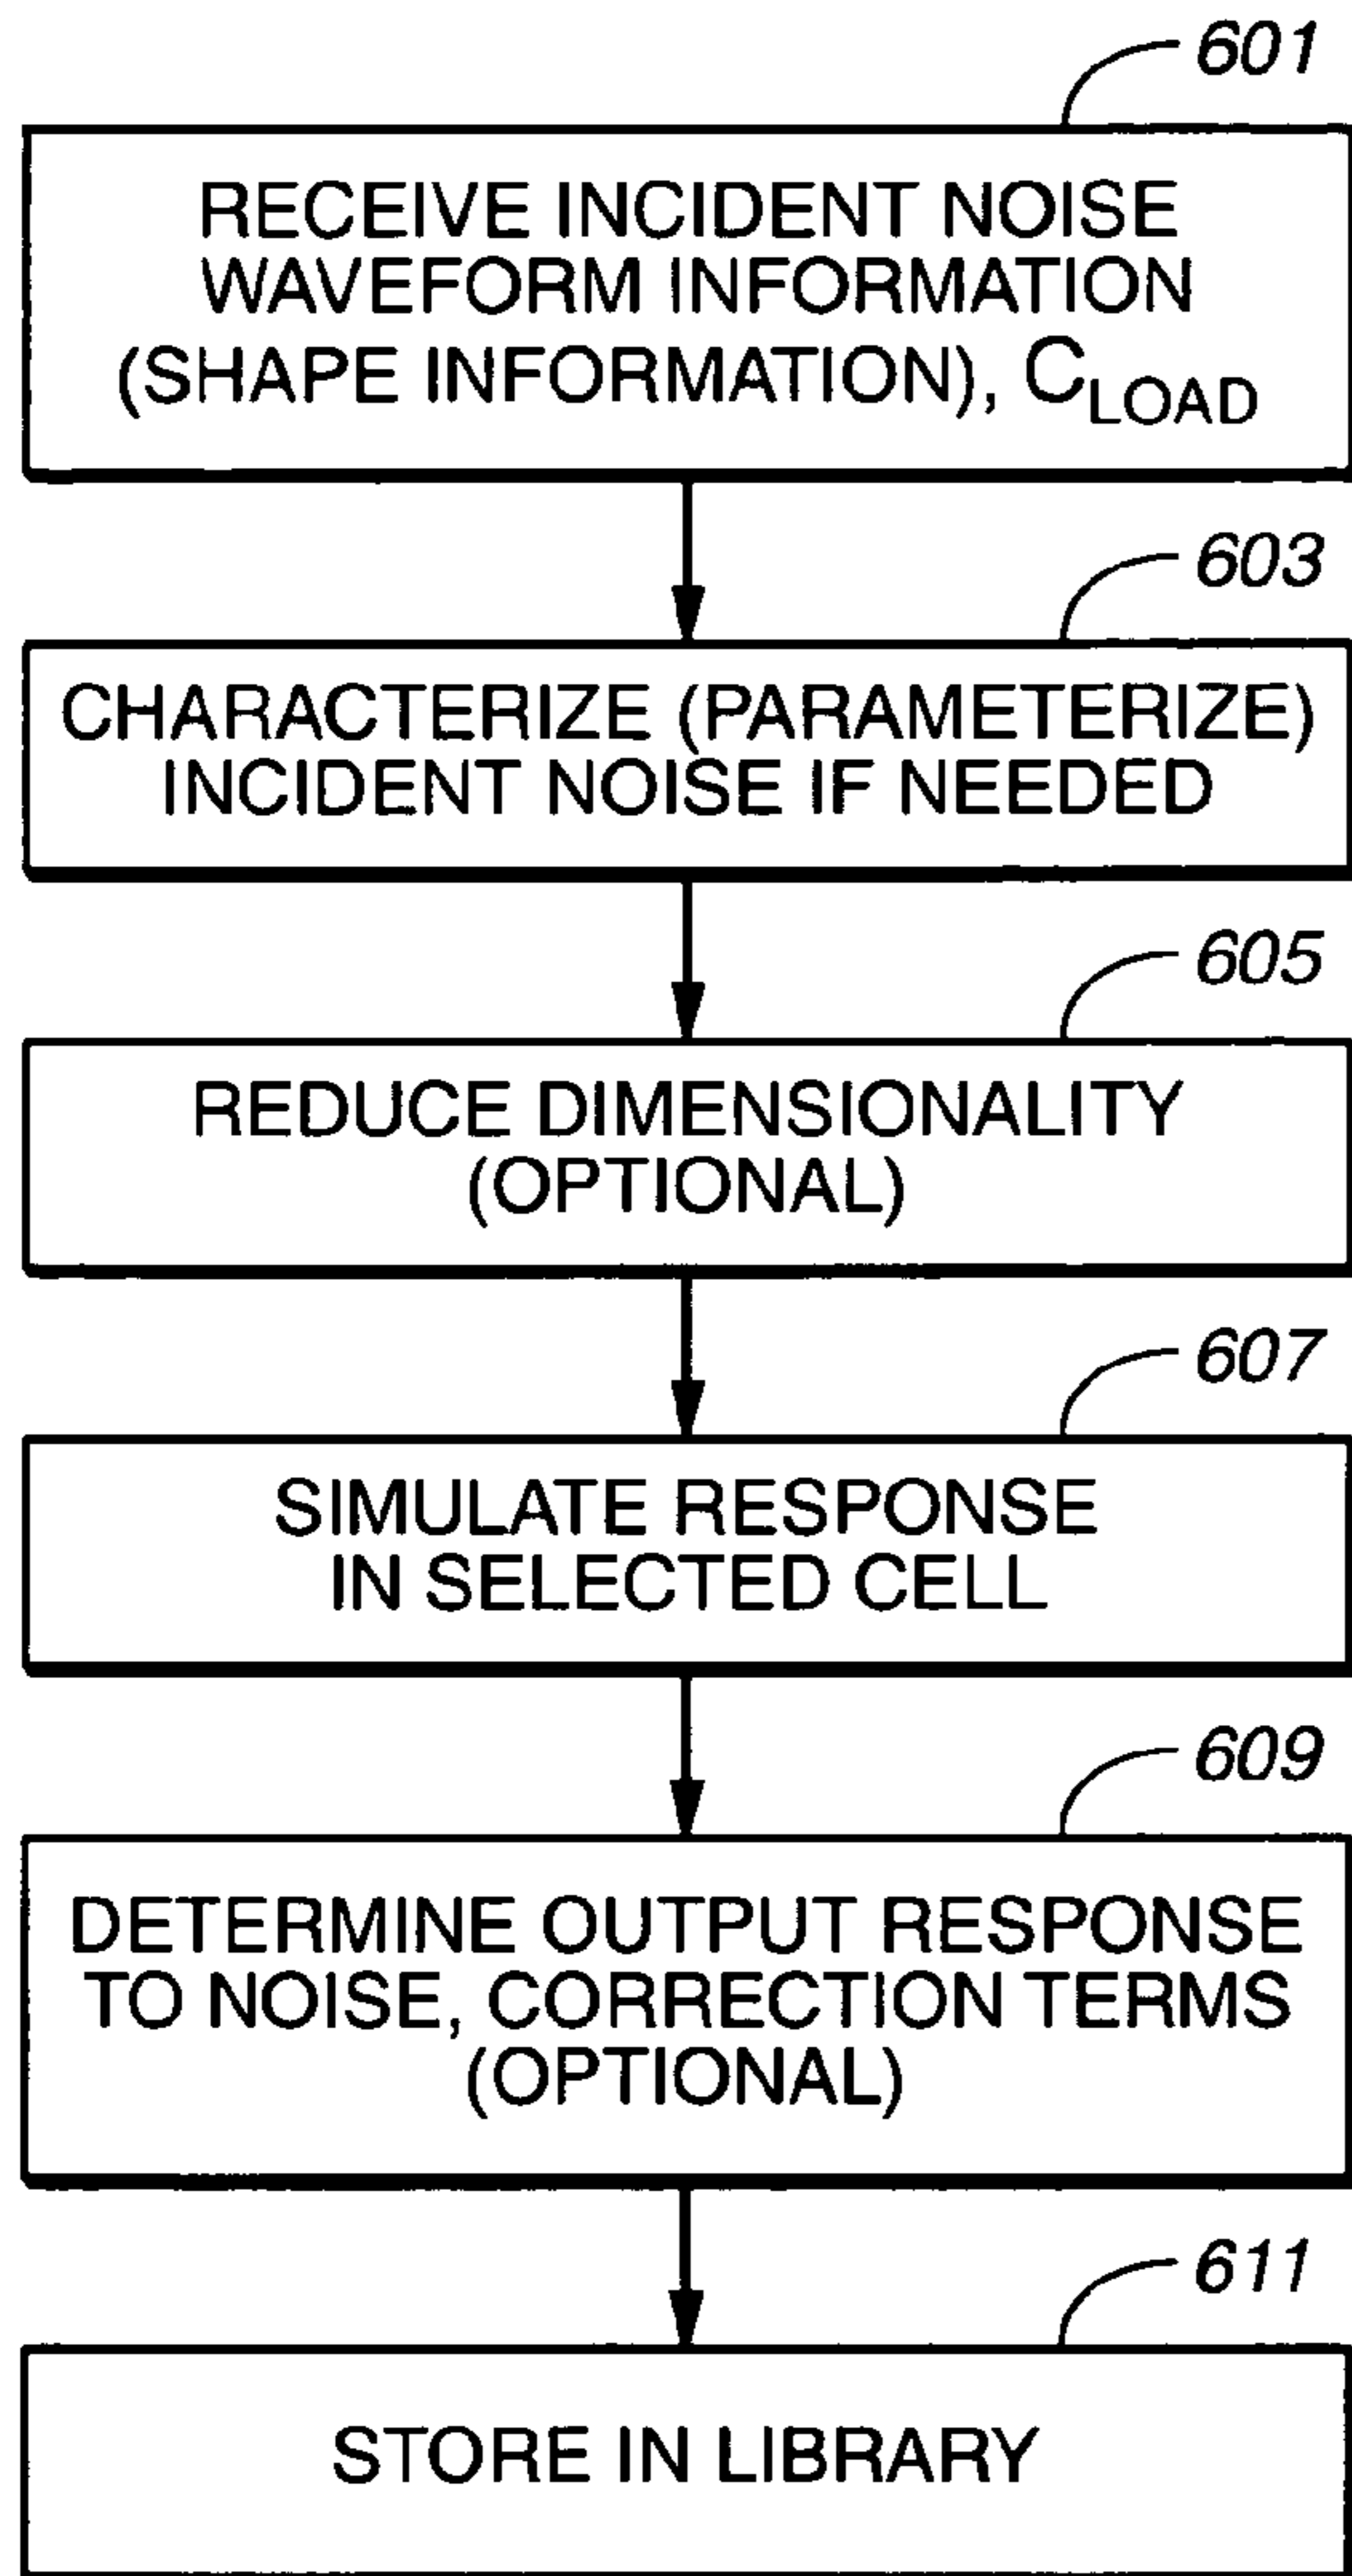 601
RECEIVE INCIDENT NOISE
WAVEFORM INFORMATION
(SHAPE INFORMATION), CLOAD
603
CHARACTERIZE (PARAMETERIZE)
INCIDENT NOISE IF NEEDED
605
REDUCE DIMENSIONALITY
(OPTIONAL)
607
SIMULATE RESPONSE
IN SELECTED CELL
609
DETERMINE OUTPUT RESPONSE
TO NOISE, CORRECTION TERMS
(OPTIONAL)
611
STORE IN LIBRARY